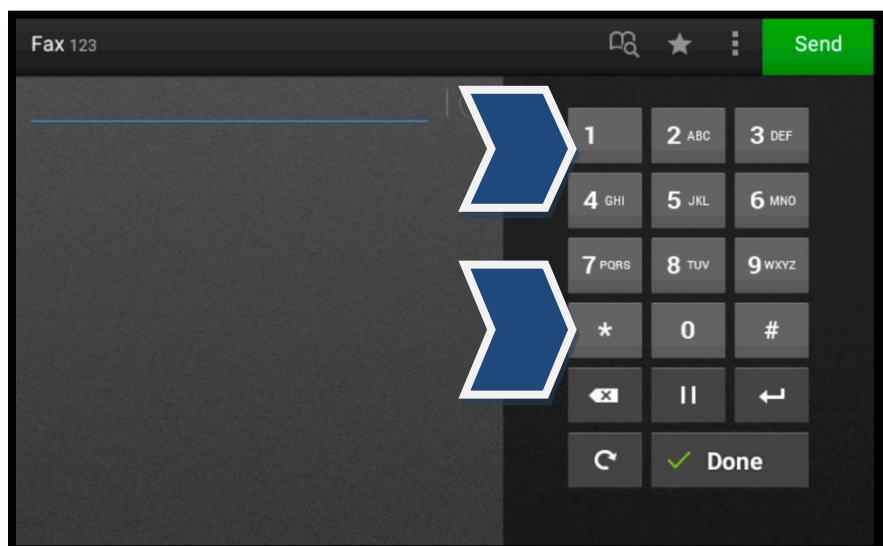 Fax 123 Send
1 2 ABC 3 DEF
4 GHI 5 JKL 6 MNO
7 PQRS 8 TUV 9 WXYZ
* 0 #
Done